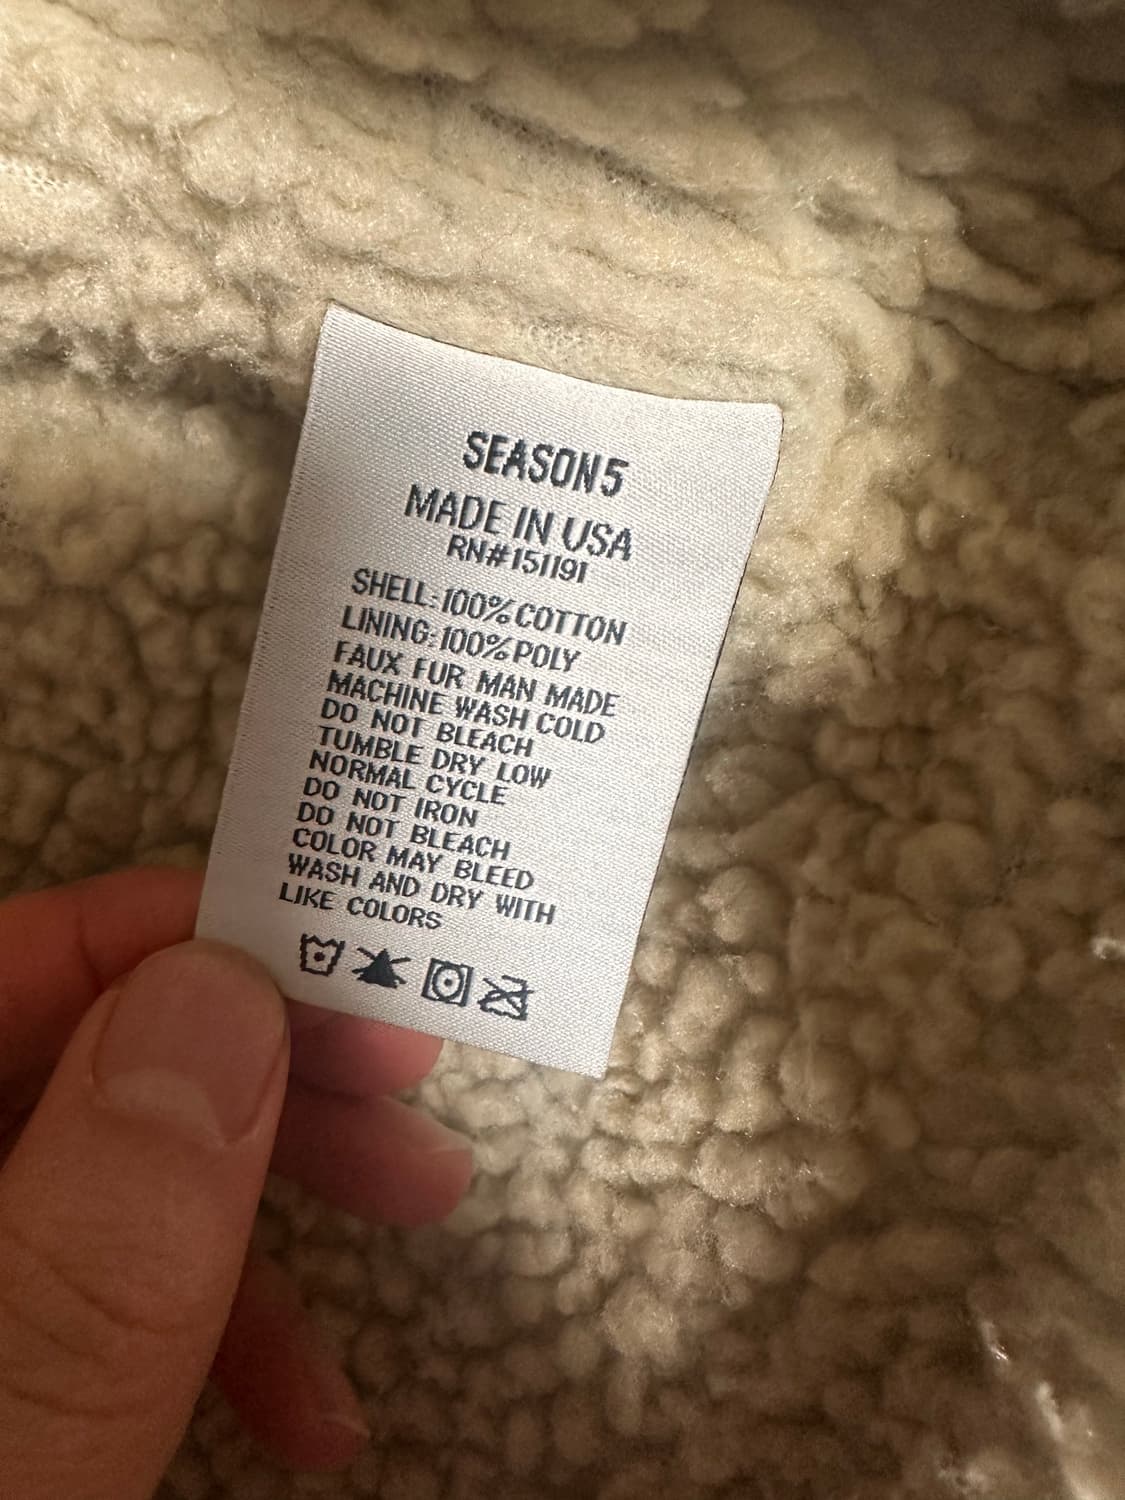 SEASON5
MADE IN USA
RN#151191
SHELL:100%COTTON
LINING:100%POLY
FAUX FUR MAN MADE
MACHINE WASH COLD
DO NOT BLEACH
TUMBLE DRY LOW
NORMAL CYCLE
DO NOT IRON
DO NOT BLEACH
COLOR MAY BLEED
WASH AND DRY WITH
LIKE COLORS